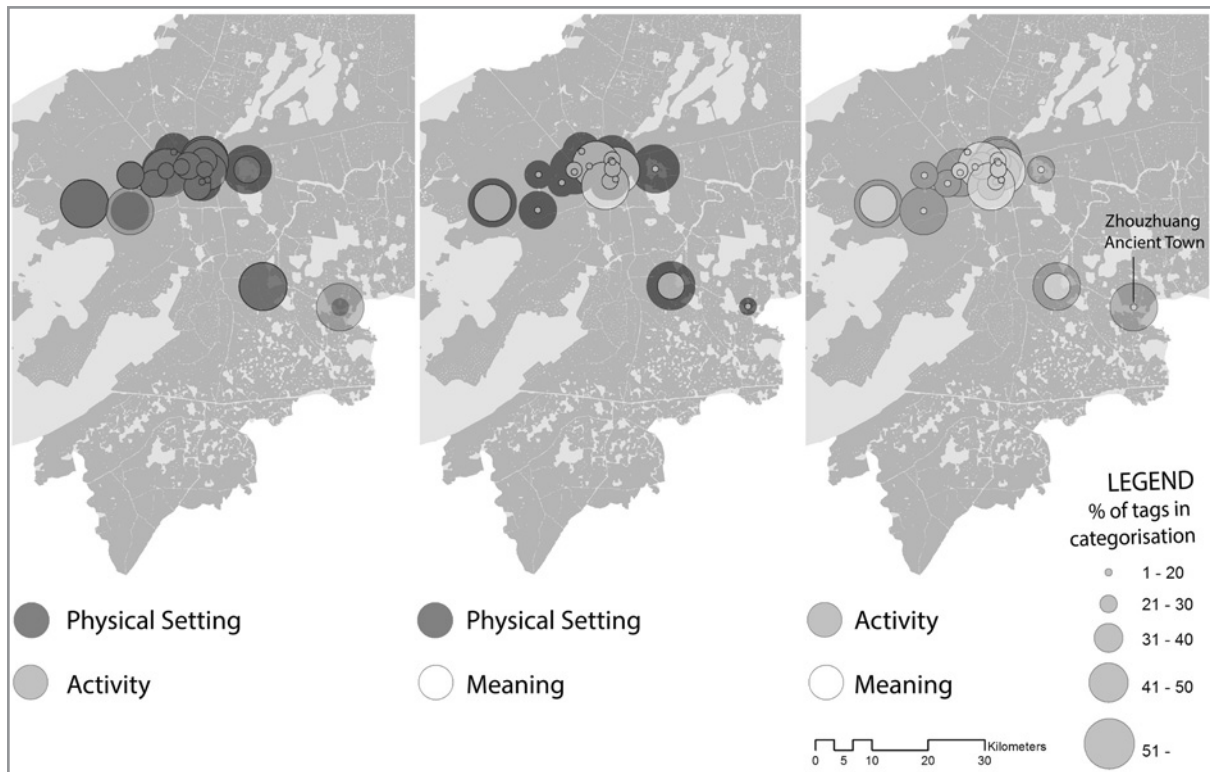 Zhouzhuang
Ancient Town
LEGEND
% of tags in
categorisation
1 - 20
21 - 30
31 - 40
41 - 50
51 -
Physical Setting
Activity
Physical Setting
Meaning
Activity
Meaning
Kilometers
0 5 10 20 30